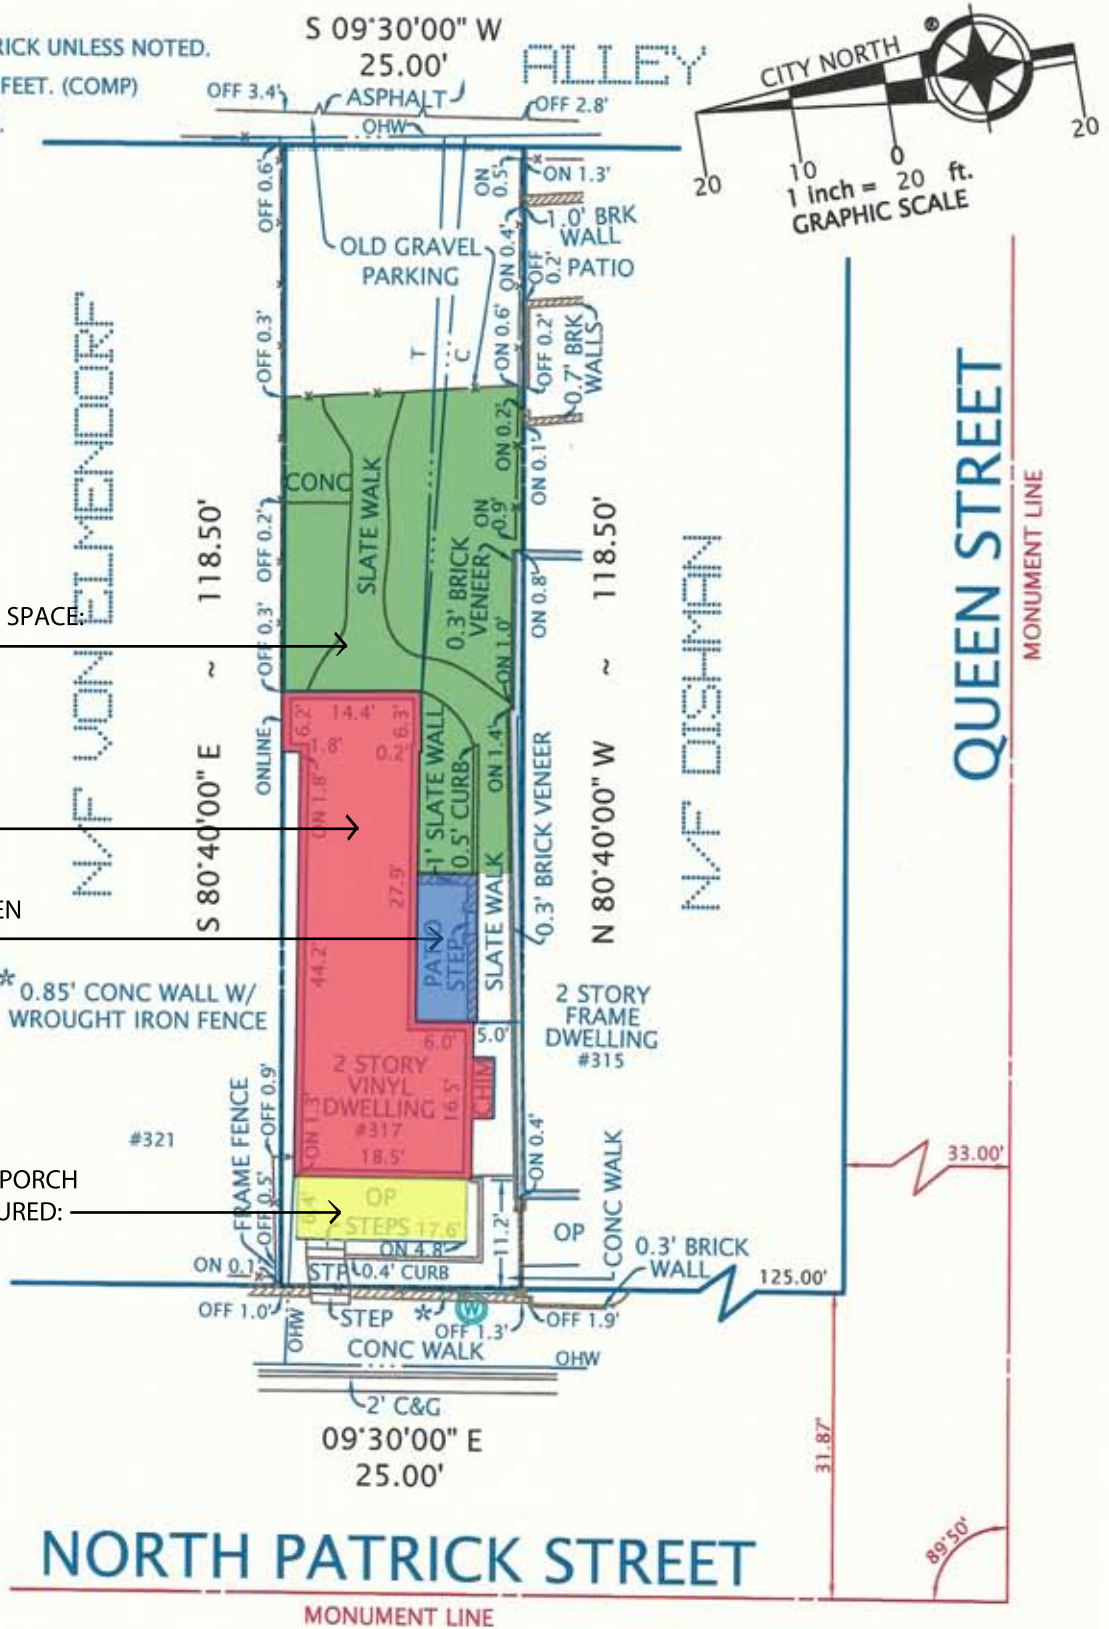 S 09°30'00" W
25.00'
RICK UNLESS NOTED.
FEET. (COMP)
ALLEY
CITY NORTH
®
20
10
0
20
1 inch = 20 ft.
GRAPHIC SCALE
OFF 3.4'
ASPHALT
OFF 2.8'
OHW
OFF 0.6'
ON 0.5'
ON 1.3'
1.0' BRK
WALL
ON 0.4'
OFF 0.2'
PATIO
OLD GRAVEL
PARKING
OFF 0.3'
T
C
ON 0.6'
OFF 0.2'
0.7' BRK
WALLS
ON 0.2'
ON 0.1'
CONC
SLATE WALK
ON 0.9'
OFF 0.2'
0.3' BRICK
VENEER
ON 0.8'
ON 1.0'
OFF 0.3'
SPACE:
N/F VON ELMENDORF
S 80°40'00" E ~ 118.50'
N 80°40'00" W ~ 118.50'
N/F DISHMAN
QUEEN STREET
MONUMENT LINE
ONLINE
6.2'
14.4'
6.3'
1.8'
0.2'
ON 1.8'
1' SLATE WALL
0.5' CURB
ON 1.4'
0.3' BRICK VENEER
27.9'
EN
PATIO
STEP
SLATE WALK
44.2'
* 0.85' CONC WALL W/
WROUGHT IRON FENCE
2 STORY
FRAME
DWELLING
#315
6.0'
5.0'
2 STORY
VINYL
DWELLING
#317
16.5'
CHIM
18.5'
ON 1.3'
#321
FRAME FENCE
OFF 0.9'
OFF 0.5'
ON 0.4'
CONC WALK
33.00'
PORCH
URED:
6.4'
OP
STEPS 17.6'
ON 4.8'
11.2'
OP
0.3' BRICK
WALL
125.00'
ON 0.1'
STP
0.4' CURB
OFF 1.0'
STEP
*
W
OFF 1.3'
OFF 1.9'
OHW
CONC WALK
OHW
2' C&G
09°30'00" E
25.00'
31.87'
89°50'
NORTH PATRICK STREET
MONUMENT LINE